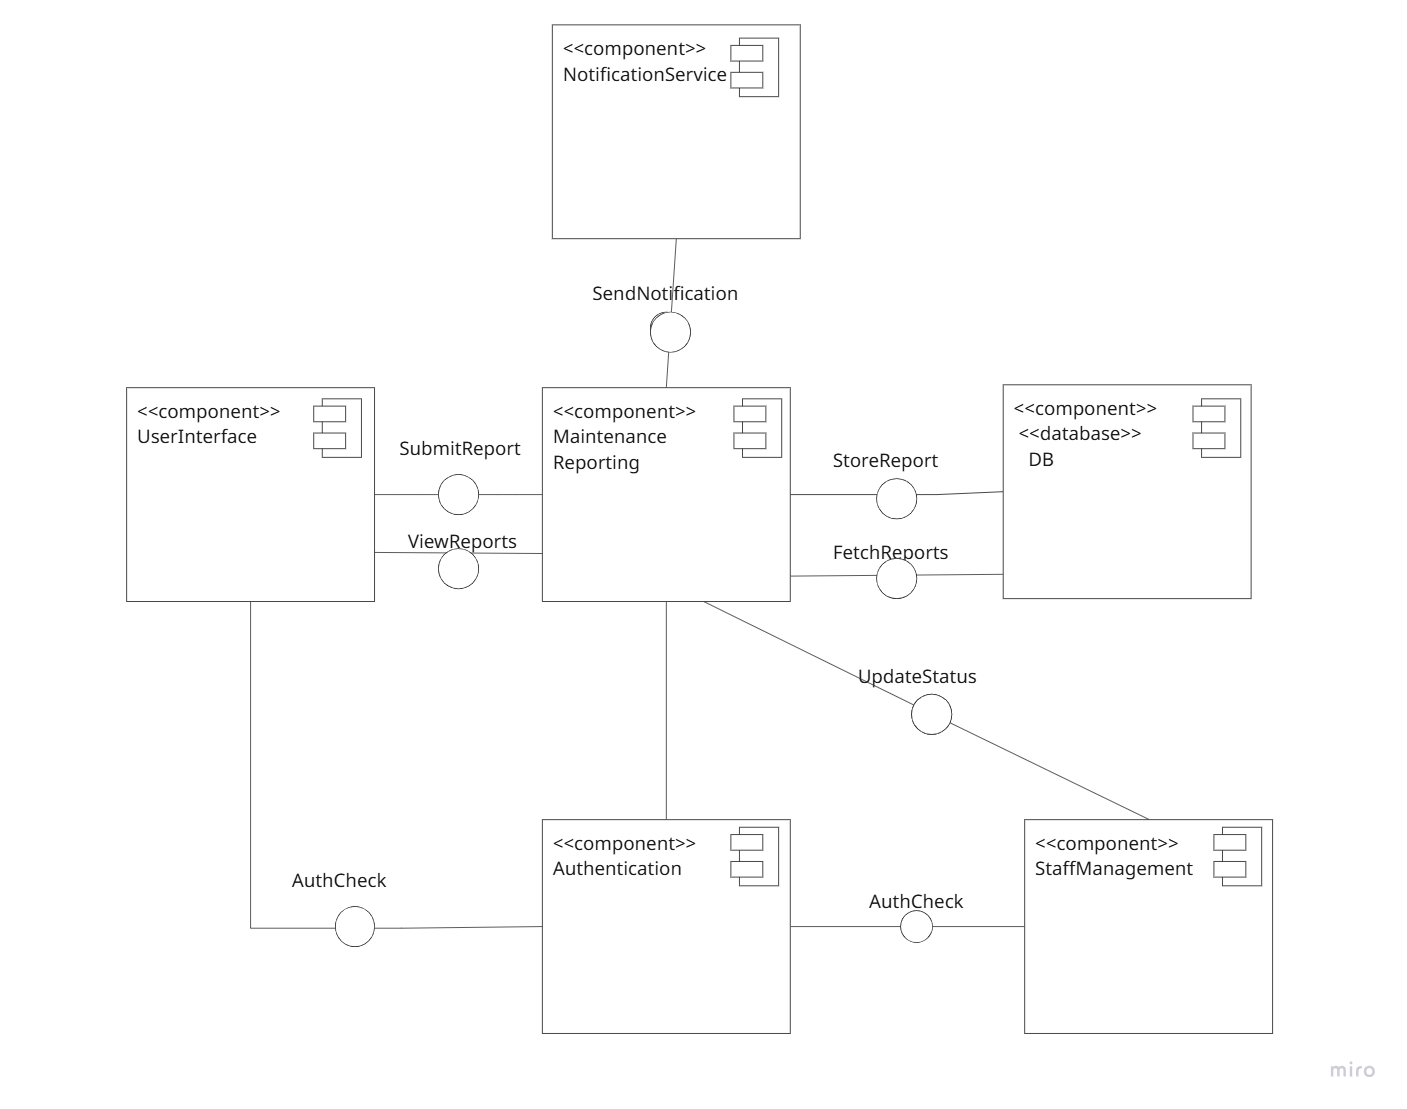 <<component>>
NotificationService
SendNotification
<<component>>
UserInterface
SubmitReport
ViewReports
<<component>>
Maintenance
Reporting
StoreReport
FetchReports
<<component>>
<<database>>
DB
UpdateStatus
AuthCheck
<<component>>
Authentication
AuthCheck
<<component>>
StaffManagement
miro